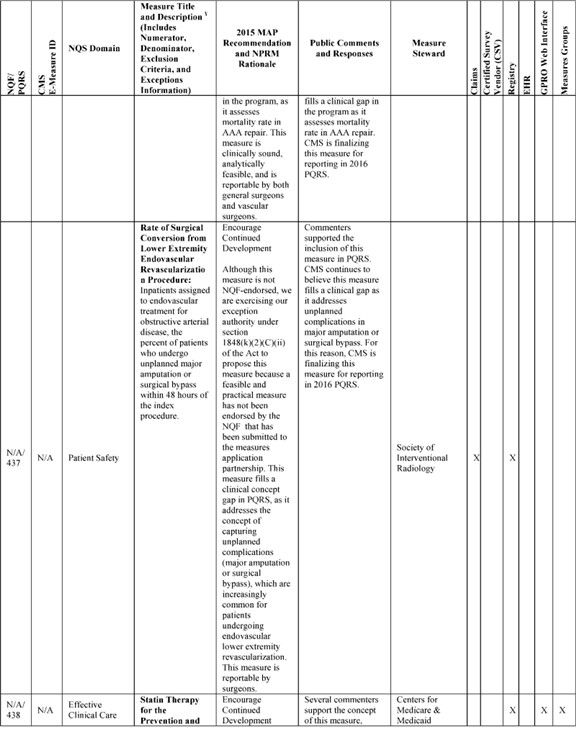 NQF/
PQRS
CMS
E-Measure ID
NQS Domain
Measure Title
and Description ¥
(Includes
Numerator,
Denominator,
Exclusion
Criteria, and
Exceptions
Information)
2015 MAP
Recommendation
and NPRM
Rationale
Public Comments
and Responses
Measure
Steward
Claims
Certified Survey
Vendor (CSV)
Registry
EHR
GPRO Web Interface
Measures Groups
in the program, as
it assesses
mortality rate in
AAA repair. This
measure is
clinically sound,
analytically
feasible, and is
reportable by both
general surgeons
and vascular
surgeons.
fills a clinical gap in
the program as it
assesses mortality
rate in AAA repair.
CMS is finalizing
this measure for
reporting in 2016
PQRS.
N/A/
437
N/A
Patient Safety
Rate of Surgical
Conversion from
Lower Extremity
Endovascular
Revascularizatio
n Procedure:
Inpatients assigned
to endovascular
treatment for
obstructive arterial
disease, the
percent of patients
who undergo
unplanned major
amputation or
surgical bypass
within 48 hours of
the index
procedure.
Encourage
Continued
Development
Although this
measure is not
NQF-endorsed, we
are exercising our
exception
authority under
section
1848(k)(2)(C)(ii)
of the Act to
propose this
measure because a
feasible and
practical measure
has not been
endorsed by the
NQF that has
been submitted to
the measures
application
partnership. This
measure fills a
clinical concept
gap in PQRS, as it
addresses the
concept of
capturing
unplanned
complications
(major amputation
or surgical
bypass), which are
increasingly
common for
patients
undergoing
endovascular
lower extremity
revascularization.
This measure is
reportable by
surgeons.
Commenters
supported the
inclusion of this
measure in PQRS.
CMS continues to
believe this measure
fills a clinical gap as
it addresses
unplanned
complications in
major amputation or
surgical bypass. For
this reason, CMS is
finalizing this
measure for reporting
in 2016 PQRS.
Society of
Interventional
Radiology
X
X
N/A/
438
N/A
Effective
Clinical Care
Statin Therapy
for the
Prevention and
Encourage
Continued
Development
Several commenters
support the concept
of this measure,
Centers for
Medicare &
Medicaid
X
X
X